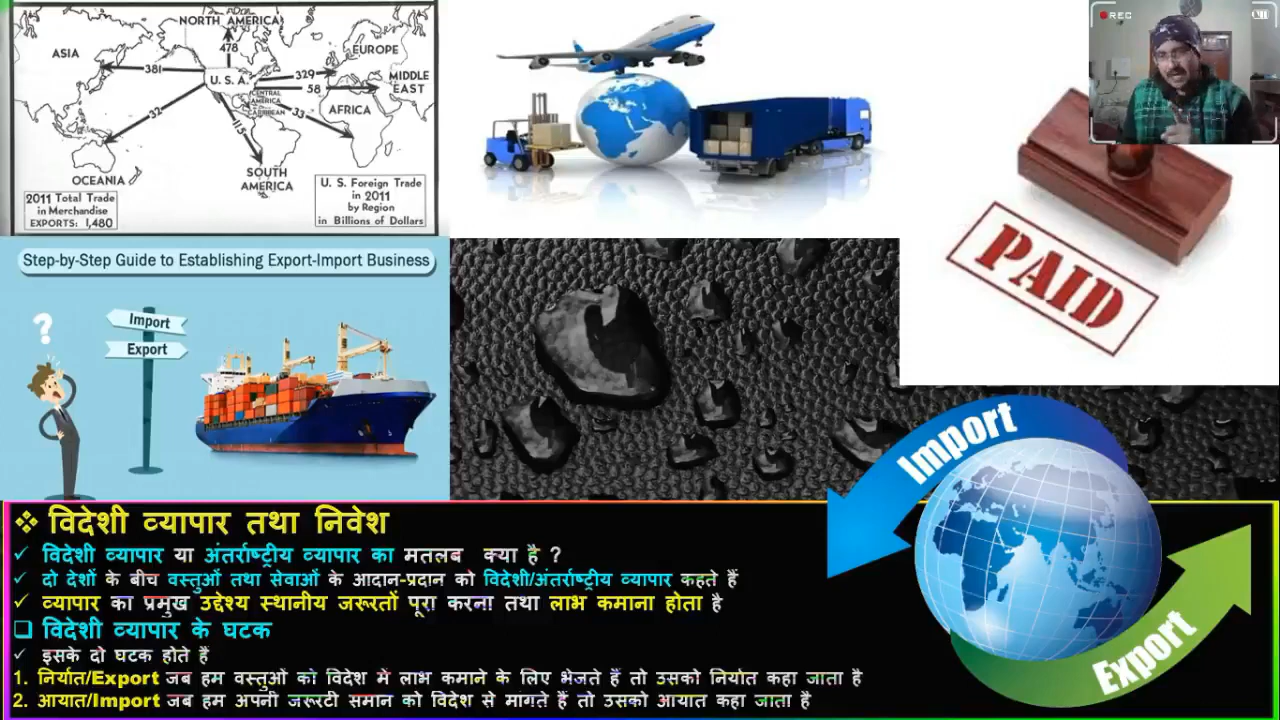 NORTH AMERICA
478
ASIA
EUROPE
381
U. S. A.
329
MIDDLE
EAST
58
CENTRAL
AMERICA
CARIBBEAN
AFRICA
32
115
33
OCEANIA
SOUTH
AMERICA
2011 Total Trade
in Merchandise
EXPORTS: 1,480
U. S. Foreign Trade
in 2011
by Region
in Billions of Dollars
REC
PAID
Step-by-Step Guide to Establishing Export-Import Business
?
Import
Export
Import
Export
❖ विदेशी व्यापार तथा निवेश
✓ विदेशी व्यापार या अंतर्राष्ट्रीय व्यापार का मतलब क्या है ?
✓ दो देशों के बीच वस्तुओं तथा सेवाओं के आदान-प्रदान को विदेशी/अंतर्राष्ट्रीय व्यापार कहते हैं
✓ व्यापार का प्रमुख उद्देश्य स्थानीय जरूरतों पूरा करना तथा लाभ कमाना होता है
❑ विदेशी व्यापार के घटक
✓ इसके दो घटक होते हैं
1. निर्यात/Export जब हम वस्तुओं को विदेश में लाभ कमाने के लिए भेजते हैं तो उसको निर्यात कहा जाता है
2. आयात/Import जब हम अपनी जरूरी समान को विदेश से मांगते हैं तो उसको आयात कहा जाता है